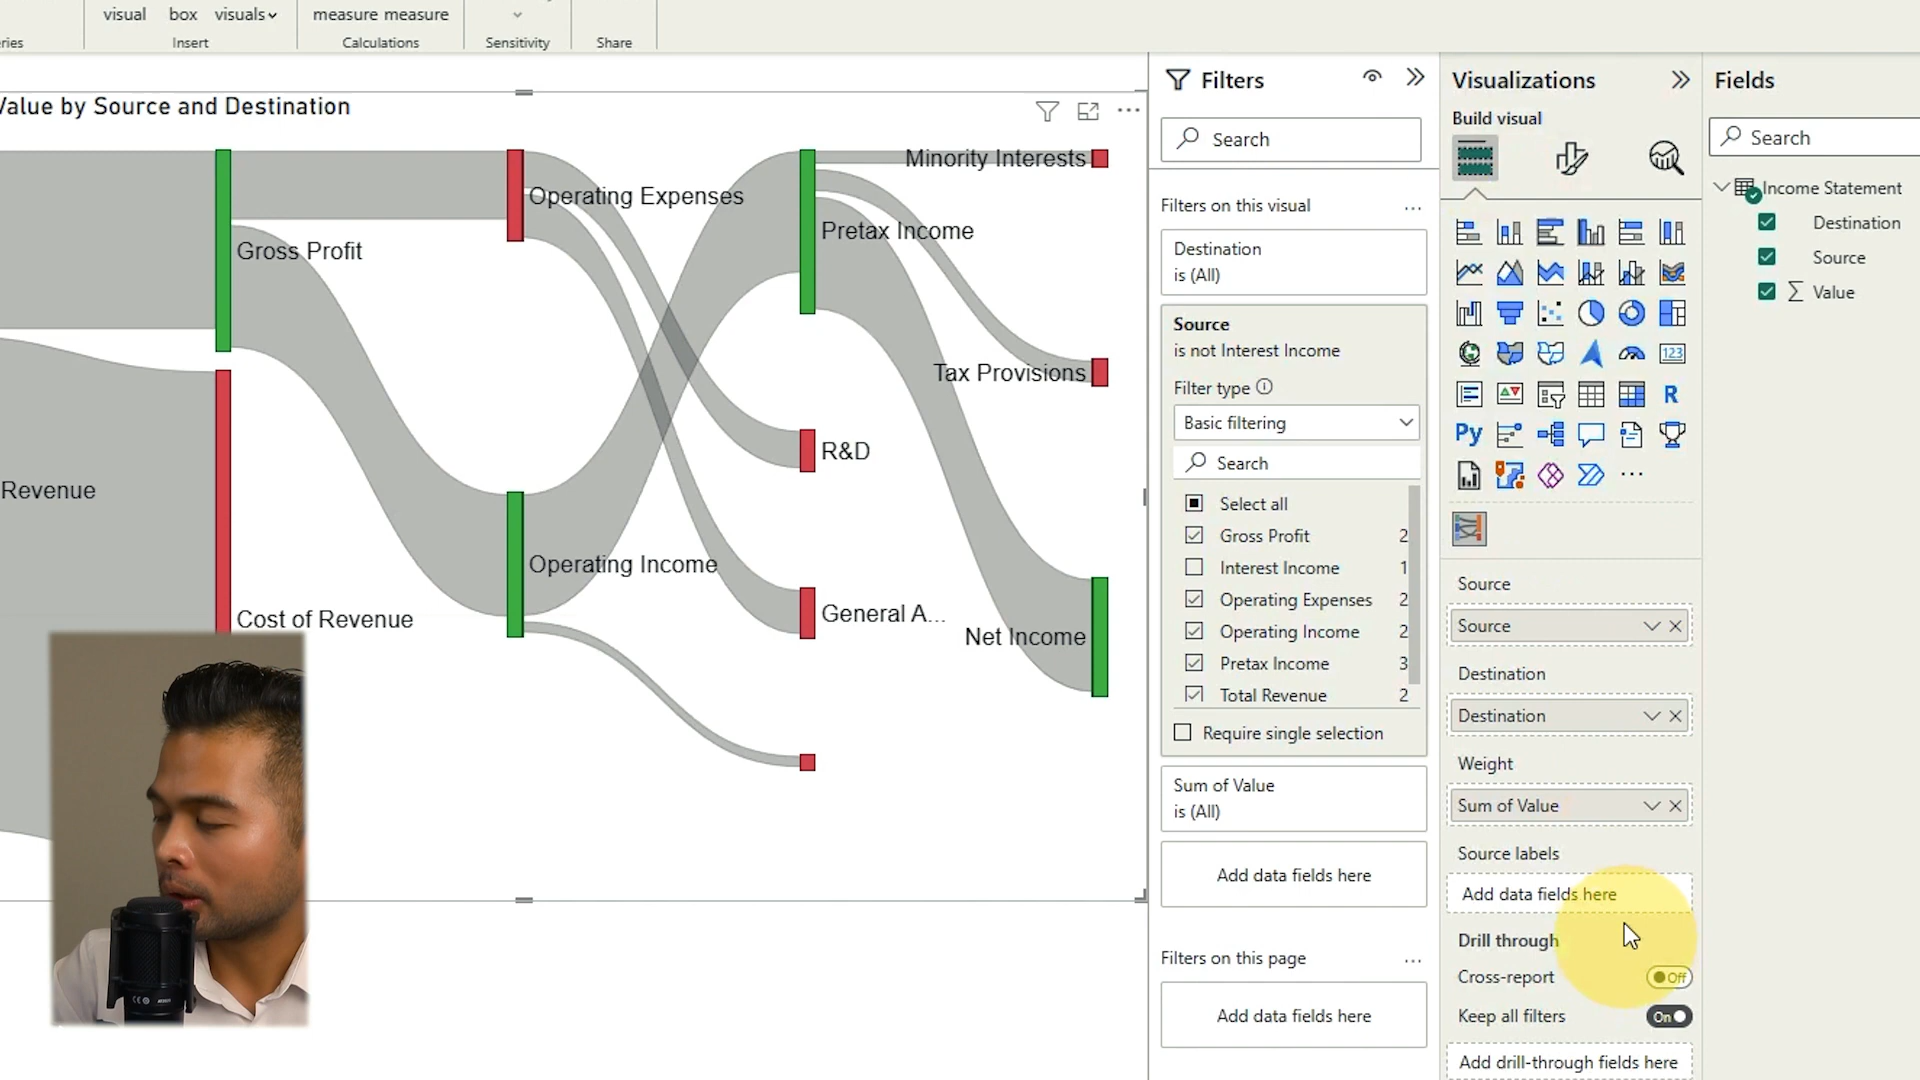 visual box visuals
measure measure
ries
Insert
Calculations
Sensitivity
Share
Value by Source and Destination
Gross Profit
Revenue
Cost of Revenue
Operating Expenses
Operating Income
Pretax Income
R&D
General A...
Minority Interests
Tax Provisions
Net Income
Filters
Search
Filters on this visual
...
Destination
is (All)
Source
is not Interest Income
Filter type
Basic filtering
Search
Select all
Gross Profit 2
Interest Income 1
Operating Expenses 2
Operating Income 2
Pretax Income 3
Total Revenue 2
Require single selection
Sum of Value
is (All)
Add data fields here
Filters on this page
...
Add data fields here
Visualizations
Build visual
123
R
Py
...
Source
Source
Destination
Destination
Weight
Sum of Value
Source labels
Add data fields here
Drill through
Cross-report Off
Keep all filters On
Add drill-through fields here
Fields
Search
Income Statement
Destination
Source
Σ Value